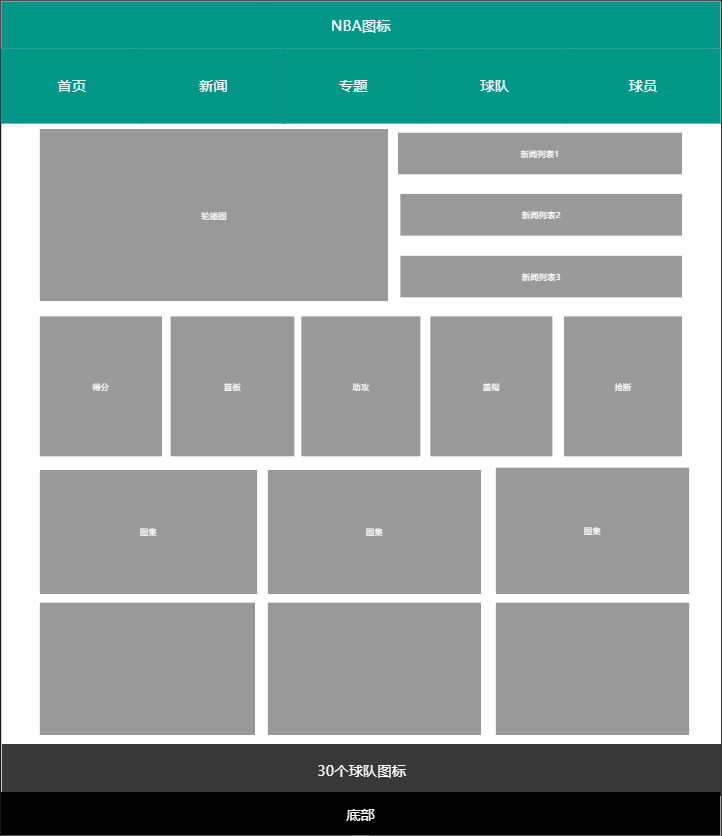 NBA图标
首页 新闻 专题 球队 球员
轮播图
新闻列表1
新闻列表2
新闻列表3
得分 篮板 助攻 盖帽 抢断
图集 图集 图集
30个球队图标
底部